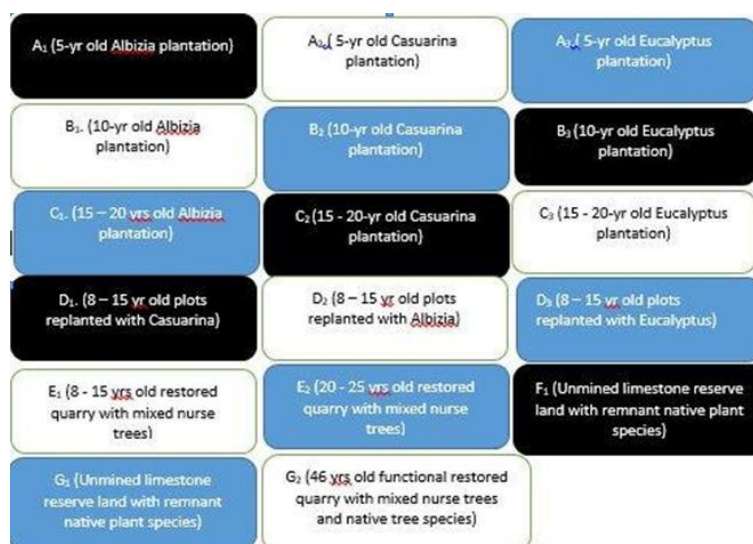 A₁ (5-yr old Albizia plantation)
A₂( 5-yr old Casuarina
plantation)
A₃( 5-yr old Eucalyptus
plantation)
B₁. (10-yr old Albizia
plantation)
B₂ (10-yr old Casuarina
plantation)
B₃ (10-yr old Eucalyptus
plantation)
C₁. (15 – 20 yrs old Albizia
plantation)
C₂ (15 - 20-yr old Casuarina
plantation)
C₃ (15 - 20-yr old Eucalyptus
plantation)
D₁. (8 – 15 yr old plots
replanted with Casuarina)
D₂ (8 – 15 yr old plots
replanted with Albizia)
D₃ (8 – 15 yr old plots
replanted with Eucalyptus)
E₁ (8 - 15 yrs old restored
quarry with mixed nurse
trees)
E₂ (20 - 25 yrs old restored
quarry with mixed nurse
trees)
F₁ (Unmined limestone reserve
land with remnant native plant
species)
G₁ (Unmined limestone
reserve land with remnant
native plant species)
G₂ (46 yrs old functional restored
quarry with mixed nurse trees
and native tree species)